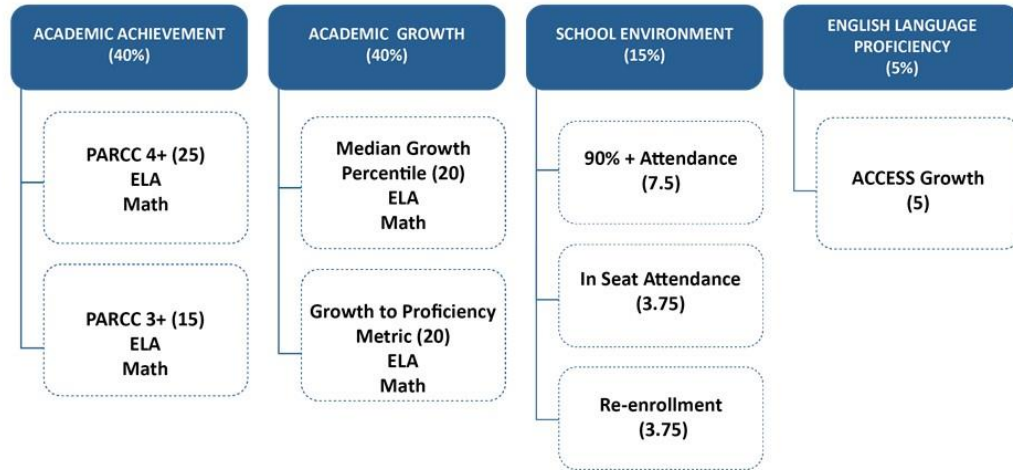 ACADEMIC ACHIEVEMENT
(40%)
PARCC 4+ (25)
ELA
Math
PARCC 3+ (15)
ELA
Math
ACADEMIC GROWTH
(40%)
Median Growth
Percentile (20)
ELA
Math
Growth to Proficiency
Metric (20)
ELA
Math
SCHOOL ENVIRONMENT
(15%)
90% + Attendance
(7.5)
In Seat Attendance
(3.75)
Re-enrollment
(3.75)
ENGLISH LANGUAGE
PROFICIENCY
(5%)
ACCESS Growth
(5)